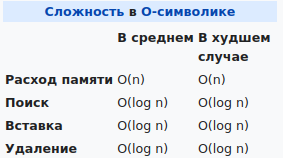 Сложность в О-символике
В среднем В худшем
случае
Расход памяти O(n) O(n)
Поиск O(log n) O(log n)
Вставка O(log n) O(log n)
Удаление O(log n) O(log n)